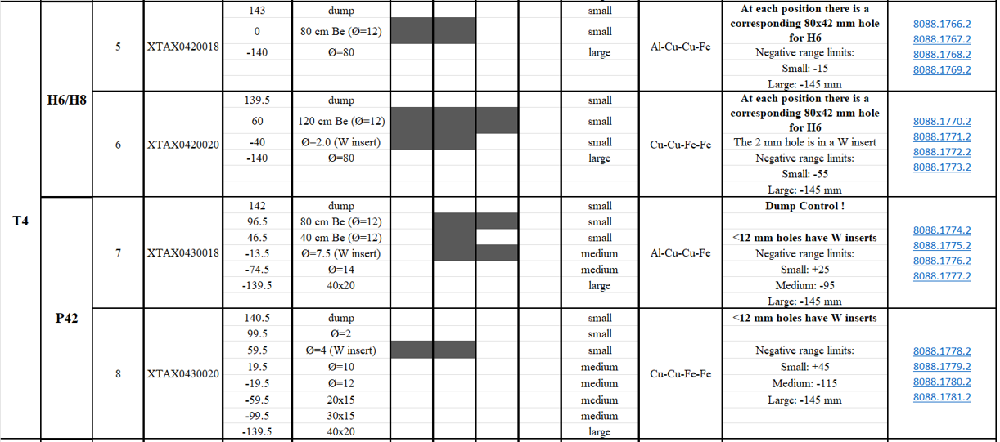 T4
H6/H8
5
XTAX0420018
143 dump small
0 80 cm Be (Ø=12) small
-140 Ø=80 large
Al-Cu-Cu-Fe
At each position there is a
corresponding 80x42 mm hole
for H6
Negative range limits:
Small: -15
Large: -145 mm
8088.1766.2
8088.1767.2
8088.1768.2
8088.1769.2
6
XTAX0420020
139.5 dump small
60 120 cm Be (Ø=12) small
-40 Ø=2.0 (W insert) small
-140 Ø=80 large
Cu-Cu-Fe-Fe
At each position there is a
corresponding 80x42 mm hole
for H6
The 2 mm hole is in a W insert
Negative range limits:
Small: -55
Large: -145 mm
8088.1770.2
8088.1771.2
8088.1772.2
8088.1773.2
P42
7
XTAX0430018
142 dump small
96.5 80 cm Be (Ø=12) small
46.5 40 cm Be (Ø=12) small
-13.5 Ø=7.5 (W insert) medium
-74.5 Ø=14 medium
-139.5 40x20 large
Al-Cu-Cu-Fe
Dump Control !
<12 mm holes have W inserts
Negative range limits:
Small: +25
Medium: -95
Large: -145 mm
8088.1774.2
8088.1775.2
8088.1776.2
8088.1777.2
8
XTAX0430020
140.5 dump small
99.5 Ø=2 small
59.5 Ø=4 (W insert) small
19.5 Ø=10 medium
-19.5 Ø=12 medium
-59.5 20x15 medium
-99.5 30x15 medium
-139.5 40x20 large
Cu-Cu-Fe-Fe
<12 mm holes have W inserts
Negative range limits:
Small: +45
Medium: -115
Large: -145 mm
8088.1778.2
8088.1779.2
8088.1780.2
8088.1781.2